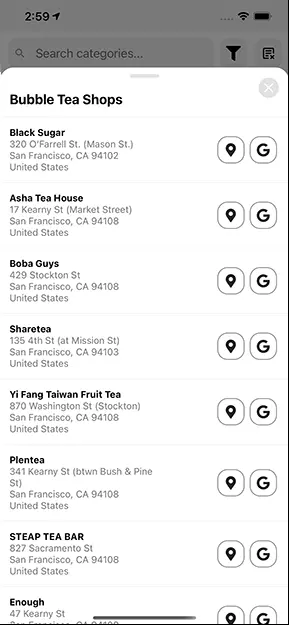 2:59
Search categories...
Bubble Tea Shops
Black Sugar
320 O'Farrell St. (Mason St.)
San Francisco, CA 94102
United States
G
Asha Tea House
17 Kearny St (Market Street)
San Francisco, CA 94108
United States
G
Boba Guys
429 Stockton St
San Francisco, CA 94108
United States
G
Sharetea
135 4th St (at Mission St)
San Francisco, CA 94103
United States
G
Yi Fang Taiwan Fruit Tea
870 Washington St (Stockton)
San Francisco, CA 94108
United States
G
Plentea
341 Kearny St (btwn Bush & Pine
St)
San Francisco, CA 94108
United States
G
STEAP TEA BAR
827 Sacramento St
San Francisco, CA 94108
United States
G
Enough
47 Kearny St
San Francisco, CA 94108
G